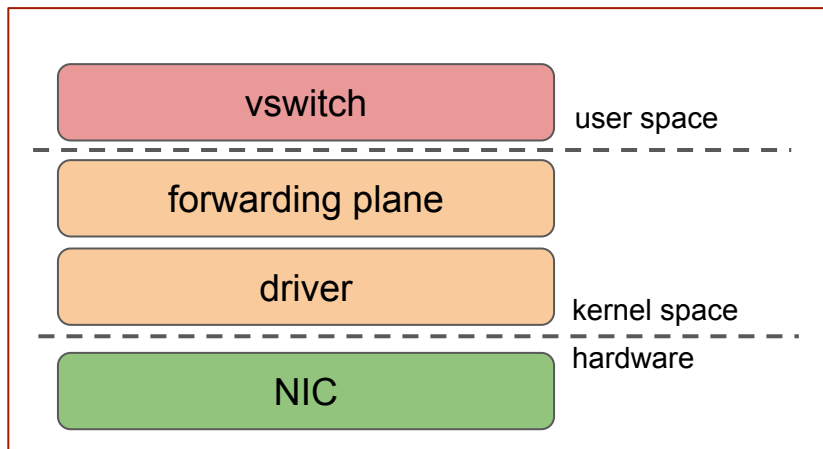 vswitch
user space
forwarding plane
driver
kernel space
hardware
NIC